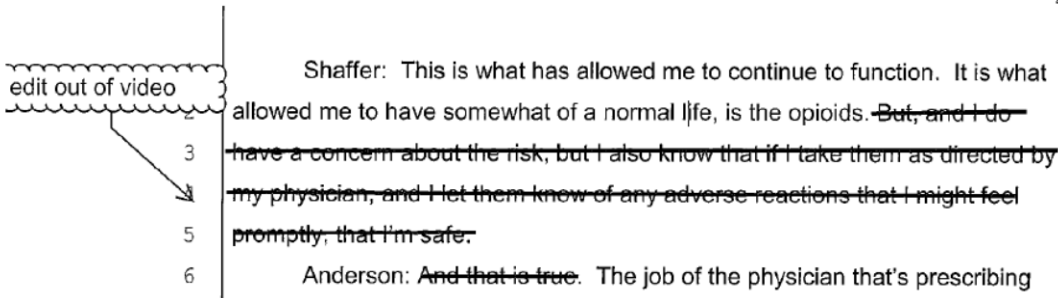 Shaffer: This is what has allowed me to continue to function. It is what
edit out of video
2 allowed me to have somewhat of a normal life, is the opioids. But, and I do
3 have a concern about the risk, but I also know that if I take them as directed by
4 my physician, and I let them know of any adverse reactions that I might feel
5 promptly, that I'm safe.
6 Anderson: And that is true. The job of the physician that's prescribing